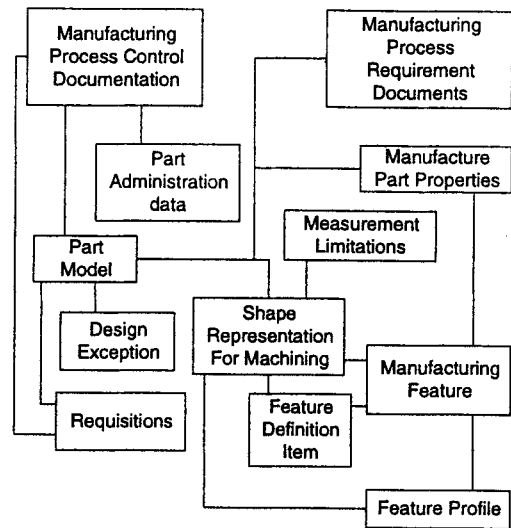 Manufacturing
Process Control
Documentation
Manufacturing
Process
Requirement
Documents
Part
Administration
data
Manufacture
Part Properties
Measurement
Limitations
Part
Model
Design
Exception
Shape
Representation
For Machining
Manufacturing
Feature
Requisitions
Feature
Definition
Item
Feature Profile